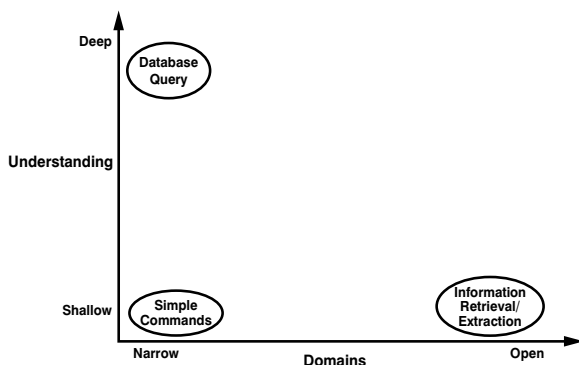 Deep
Database
Query
Understanding
Shallow
Simple
Commands
Information
Retrieval/
Extraction
Narrow
Domains
Open